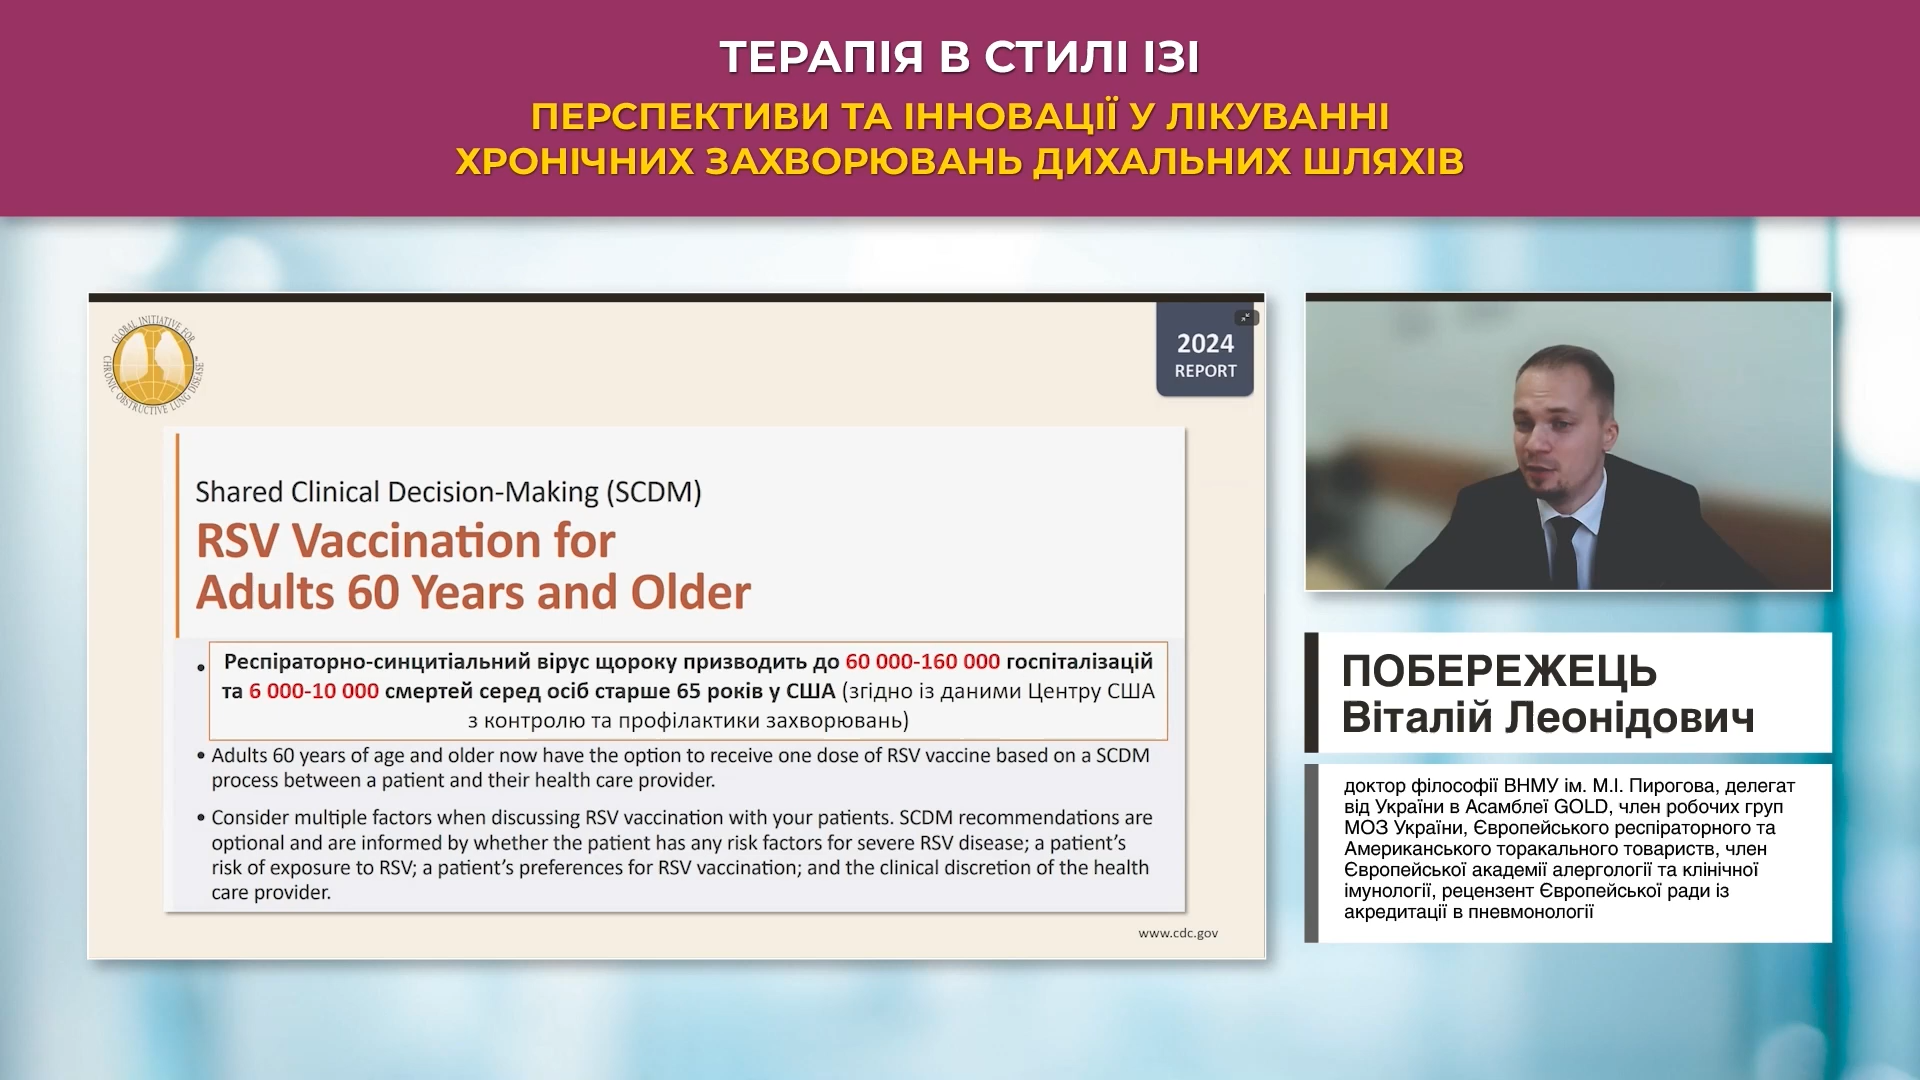 ТЕРАПІЯ В СТИЛІ ІЗІ
ПЕРСПЕКТИВИ ТА ІННОВАЦІЇ У ЛІКУВАННІ
ХРОНІЧНИХ ЗАХВОРЮВАНЬ ДИХАЛЬНИХ ШЛЯХІВ
GLOBAL INITIATIVE FOR
CHRONIC OBSTRUCTIVE LUNG DISEASE
2024
REPORT
Shared Clinical Decision-Making (SCDM)
RSV Vaccination for
Adults 60 Years and Older
• Респіраторно-синцитіальний вірус щороку призводить до 60 000-160 000 госпіталізацій
та 6 000-10 000 смертей серед осіб старше 65 років у США (згідно із даними Центру США
з контролю та профілактики захворювань)
• Adults 60 years of age and older now have the option to receive one dose of RSV vaccine based on a SCDM
process between a patient and their health care provider.
• Consider multiple factors when discussing RSV vaccination with your patients. SCDM recommendations are
optional and are informed by whether the patient has any risk factors for severe RSV disease; a patient’s
risk of exposure to RSV; a patient’s preferences for RSV vaccination; and the clinical discretion of the health
care provider.
www.cdc.gov
ПОБЕРЕЖЕЦЬ
Віталій Леонідович
доктор філософії ВНМУ ім. М.І. Пирогова, делегат
від України в Асамблеї GOLD, член робочих груп
МОЗ України, Європейського респіраторного та
Американського торакального товариств, член
Європейської академії алергології та клінічної
імунології, рецензент Європейської ради із
акредитації в пневмонології